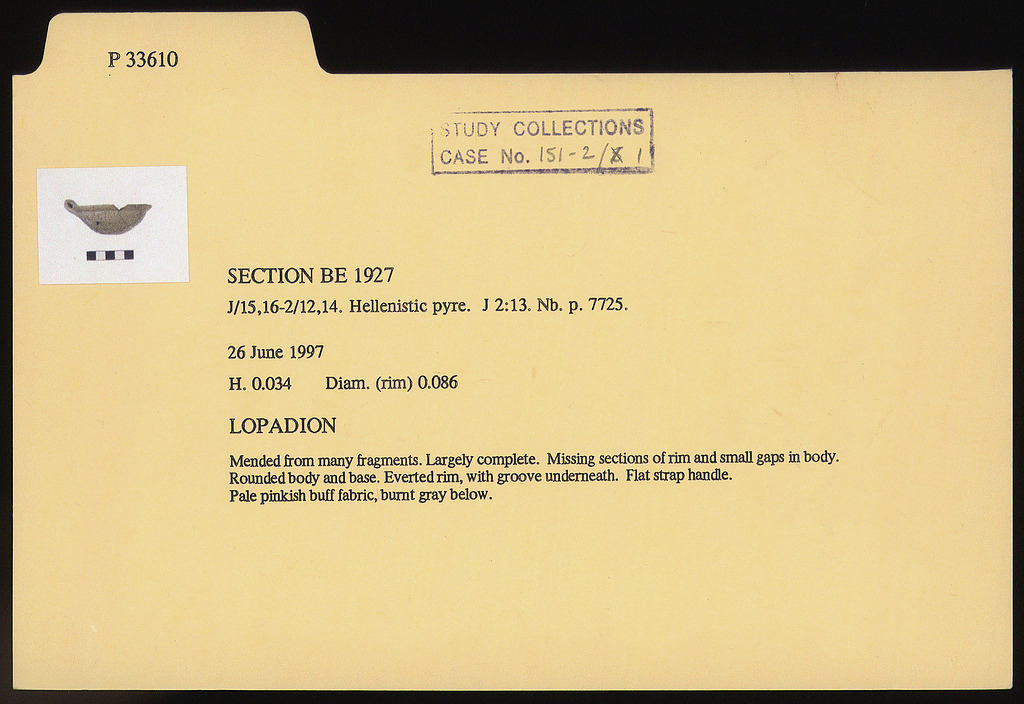 P 33610
STUDY COLLECTIONS
CASE No. 151-2/ 1
SECTION BE 1927
J/15,16-2/12,14. Hellenistic pyre. J 2:13. Nb. p. 7725.
26 June 1997
H. 0.034 Diam. (rim) 0.086
LOPADION
Mended from many fragments. Largely complete. Missing sections of rim and small gaps in body.
Rounded body and base. Everted rim, with groove underneath. Flat strap handle.
Pale pinkish buff fabric, burnt gray below.